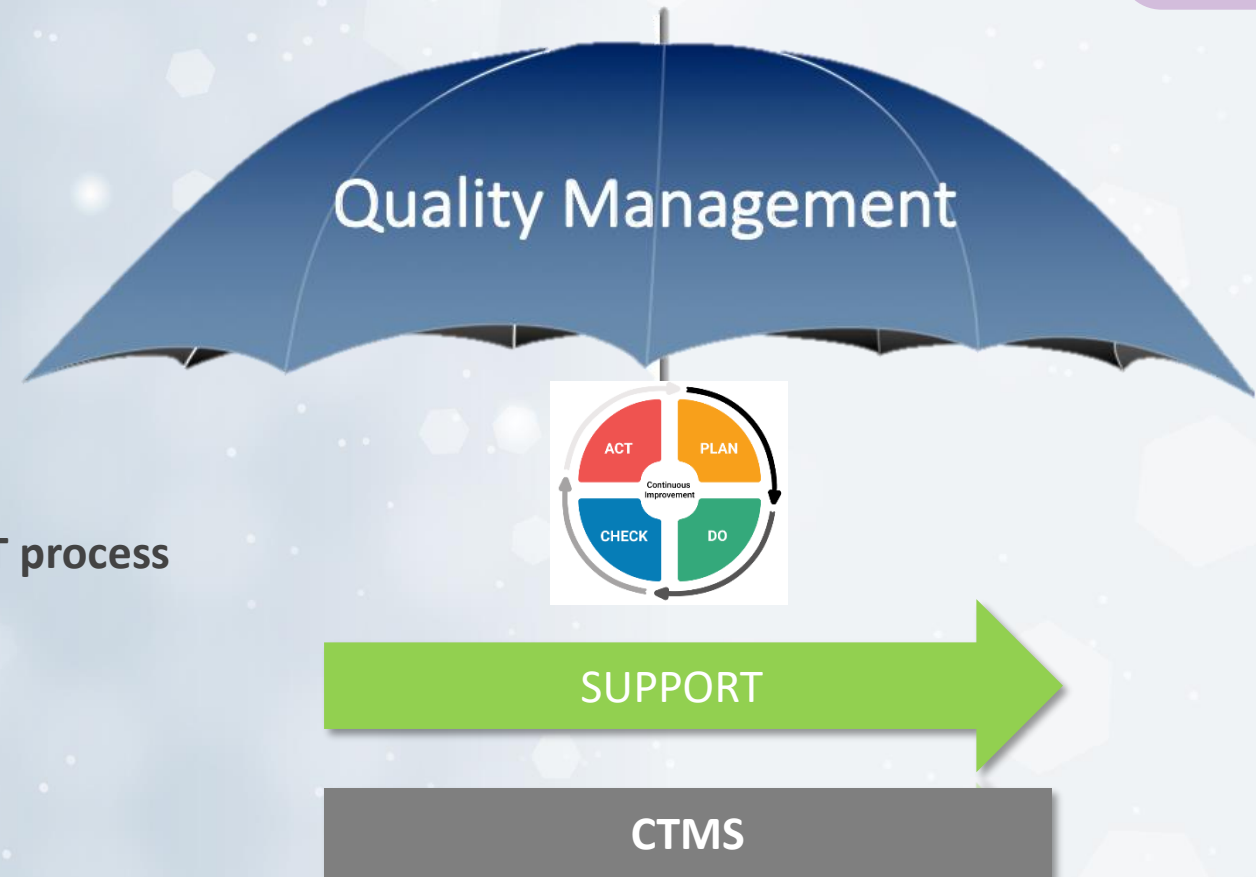 Quality Management
ACT
PLAN
Continuous
Improvement
CHECK
DO
process
SUPPORT
CTMS